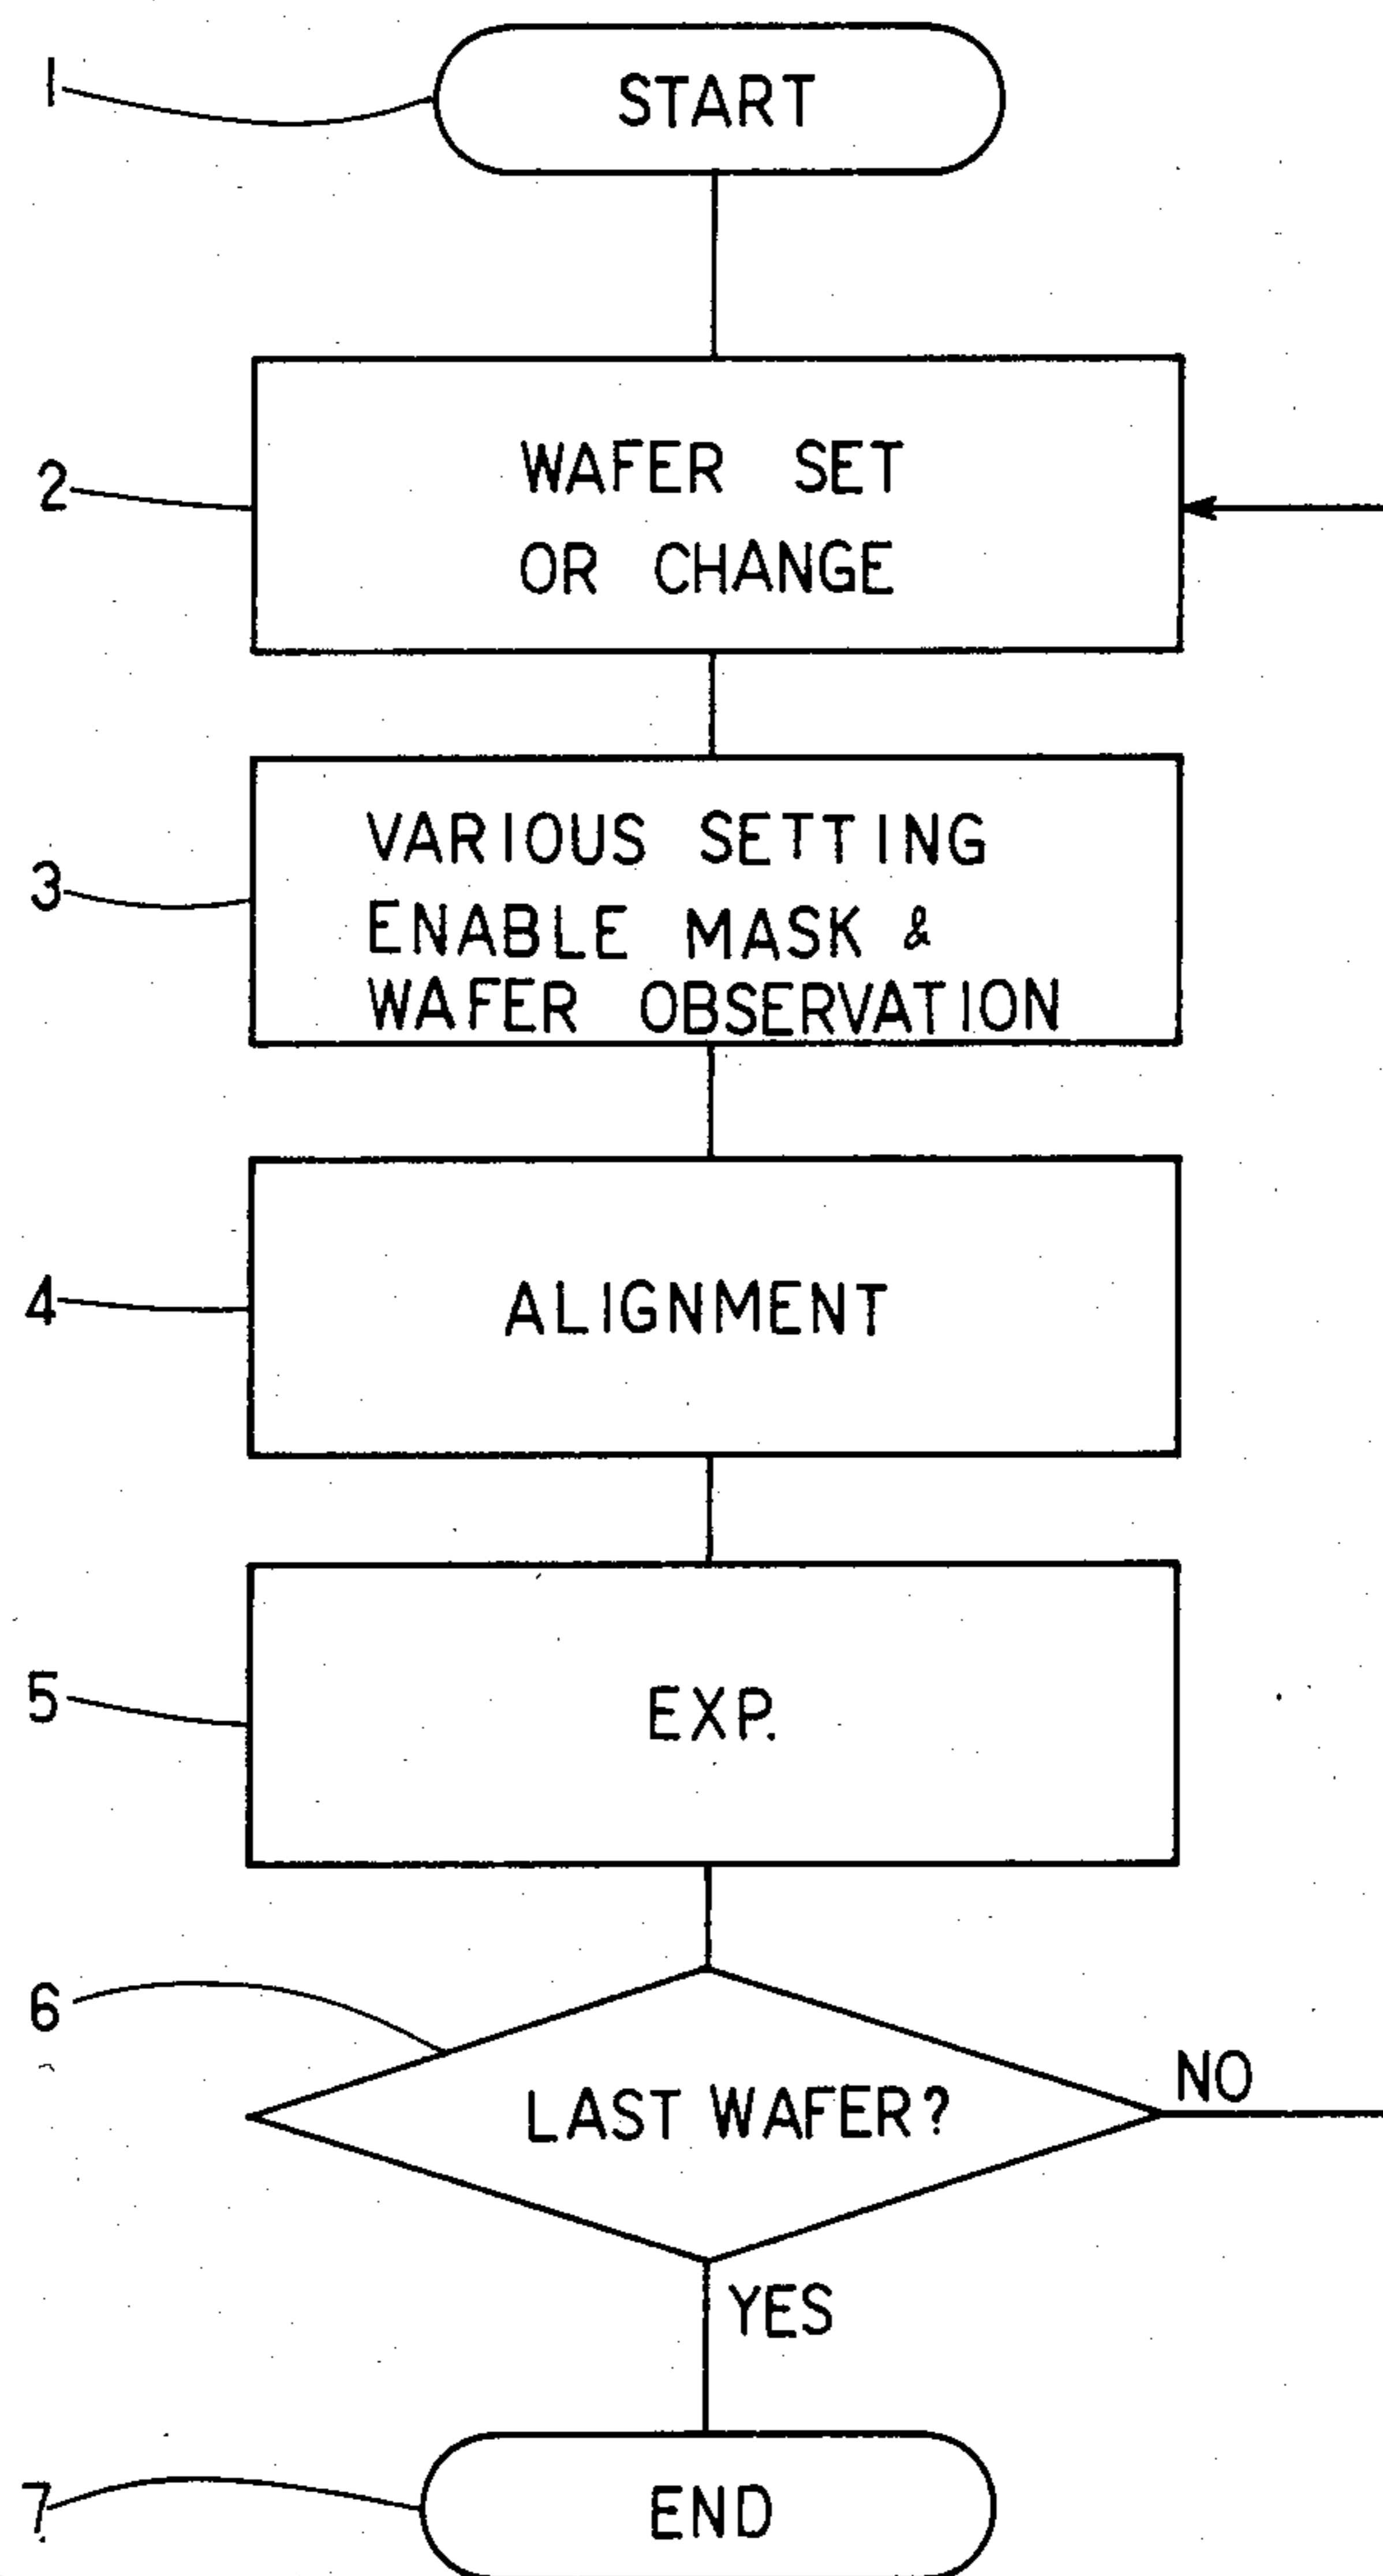 1
START
2
WAFER SET
OR CHANGE
3
VARIOUS SETTING
ENABLE MASK &
WAFER OBSERVATION
4
ALIGNMENT
5
EXP.
6
LAST WAFER?
NO
YES
7
END